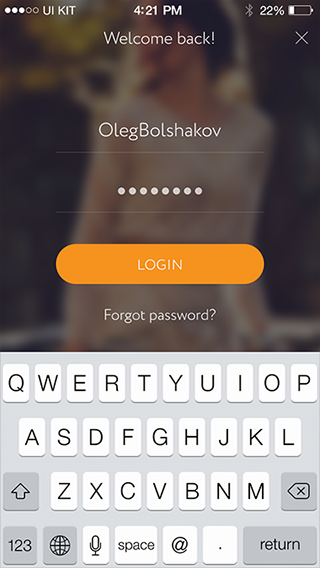 UI KIT 4:21 PM 22%
Welcome back!
OlegBolshakov
LOGIN
Forgot password?
Q W E R T Y U I O P
A S D F G H J K L
Z X C V B N M
123 space @ . return